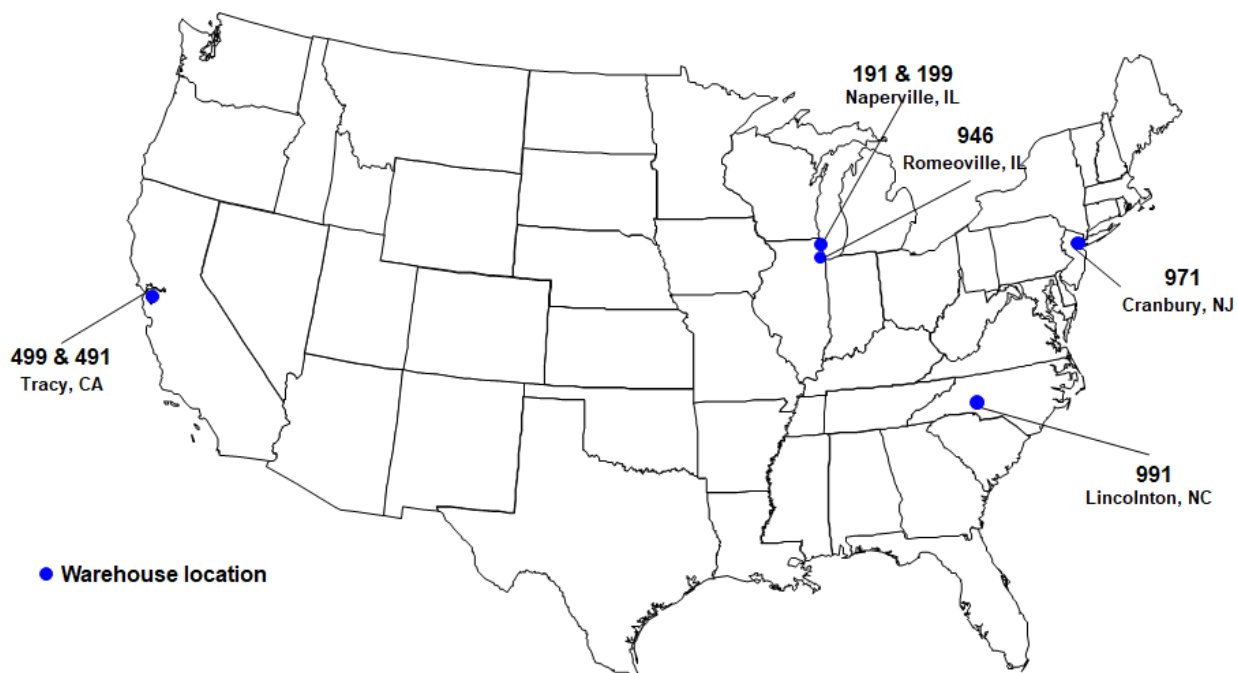 191 & 199
Naperville, IL
946
Romeoville, IL
971
Cranbury, NJ
499 & 491
Tracy, CA
991
Lincolnton, NC
Warehouse location